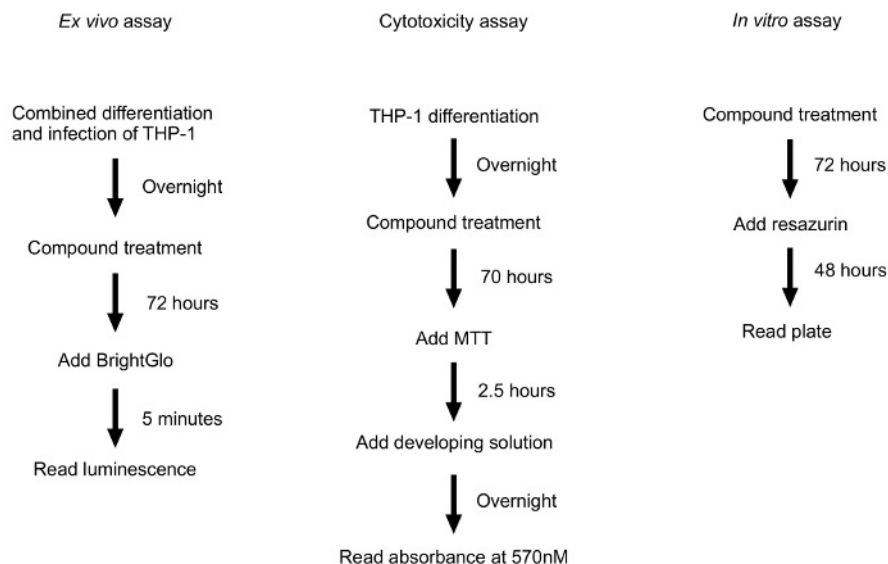 Ex vivo assay
Combined differentiation
and infection of THP-1
Overnight
Compound treatment
72 hours
Add BrightGlo
5 minutes
Read luminescence
Cytotoxicity assay
THP-1 differentiation
Overnight
Compound treatment
70 hours
Add MTT
2.5 hours
Add developing solution
Overnight
Read absorbance at 570nM
In vitro assay
Compound treatment
72 hours
Add resazurin
48 hours
Read plate